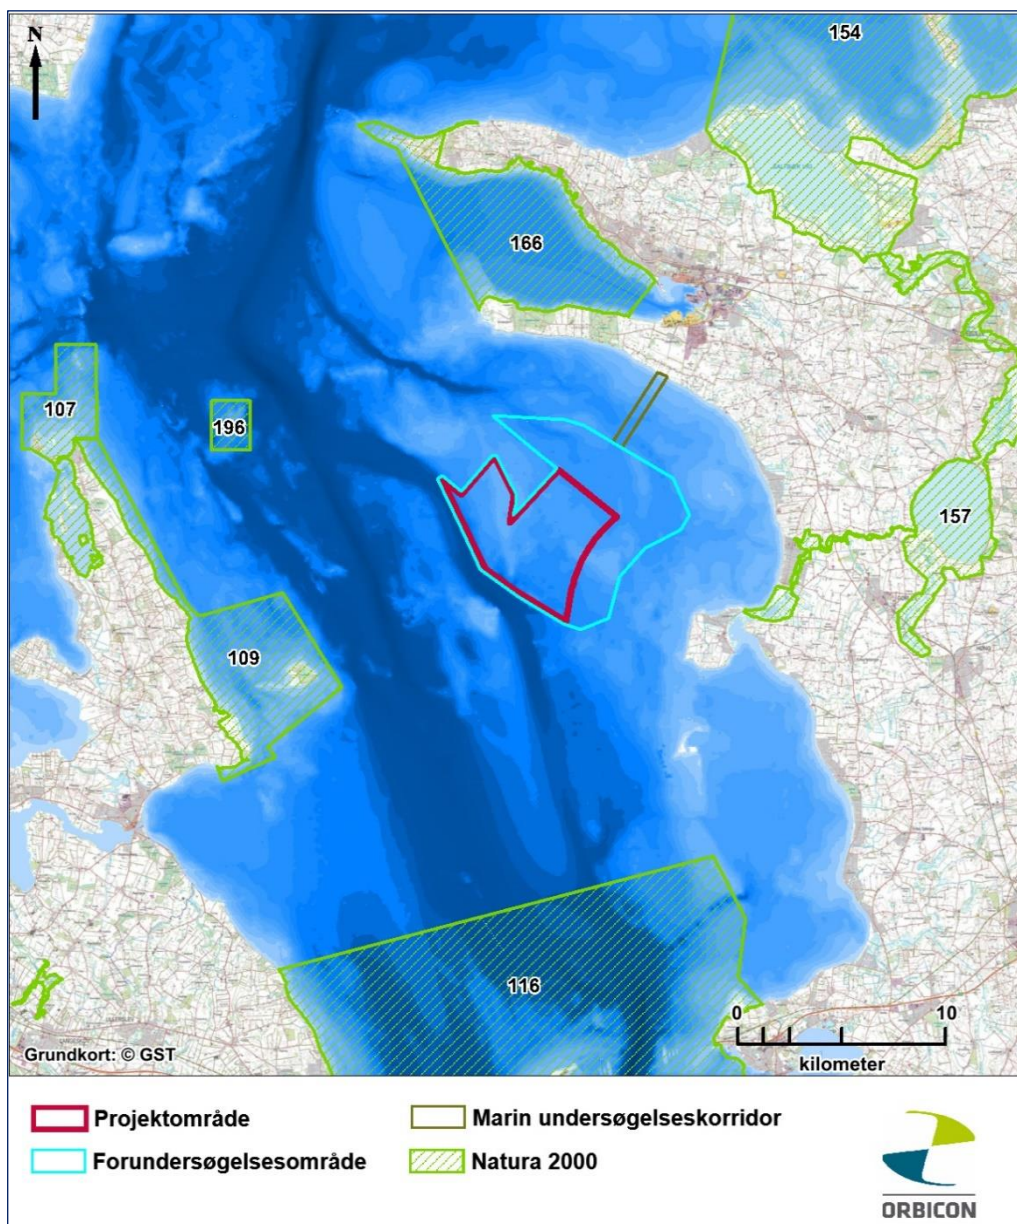 N
154
166
107
196
157
109
116
0 10
kilometer
Grundkort: © GST
Projektområde
Marin undersøgelseskorridor
Forundersøgelsesområde
Natura 2000
ORBICON